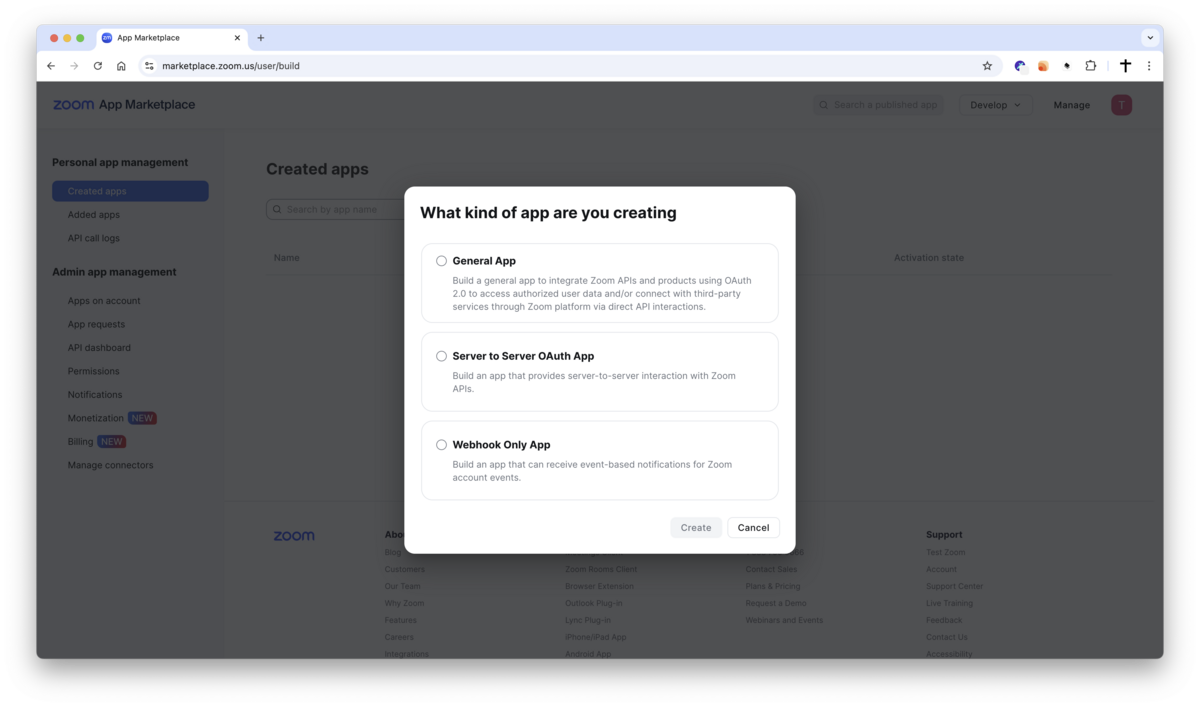 App Marketplace
marketplace.zoom.us/user/build
zoom App Marketplace
Search a published app
Develop
Manage
T
Personal app management
Created apps
Added apps
API call logs
Admin app management
Apps on account
App requests
API dashboard
Permissions
Notifications
Monetization NEW
Billing NEW
Manage connectors
Created apps
Search by app name
Name
Activation state
What kind of app are you creating
General App
Build a general app to integrate Zoom APIs and products using OAuth
2.0 to access authorized user data and/or connect with third-party
services through Zoom platform via direct API interactions.
Server to Server OAuth App
Build an app that provides server-to-server interaction with Zoom
APIs.
Webhook Only App
Build an app that can receive event-based notifications for Zoom
account events.
Create
Cancel
zoom
Blog
Customers
Our Team
Why Zoom
Features
Careers
Integrations
Zoom Rooms Client
Browser Extension
Outlook Plug-in
Lync Plug-in
iPhone/iPad App
Android App
Contact Sales
Plans & Pricing
Request a Demo
Webinars and Events
Support
Test Zoom
Account
Support Center
Live Training
Feedback
Contact Us
Accessibility